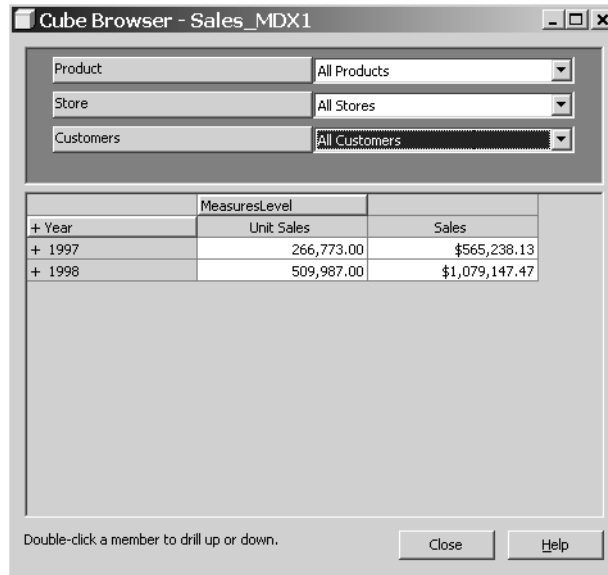 Cube Browser - Sales_MDX1
Product All Products
Store All Stores
Customers All Customers
MeasuresLevel
+ Year Unit Sales Sales
+ 1997 266,773.00 $565,238.13
+ 1998 509,987.00 $1,079,147.47
Double-click a member to drill up or down. Close Help